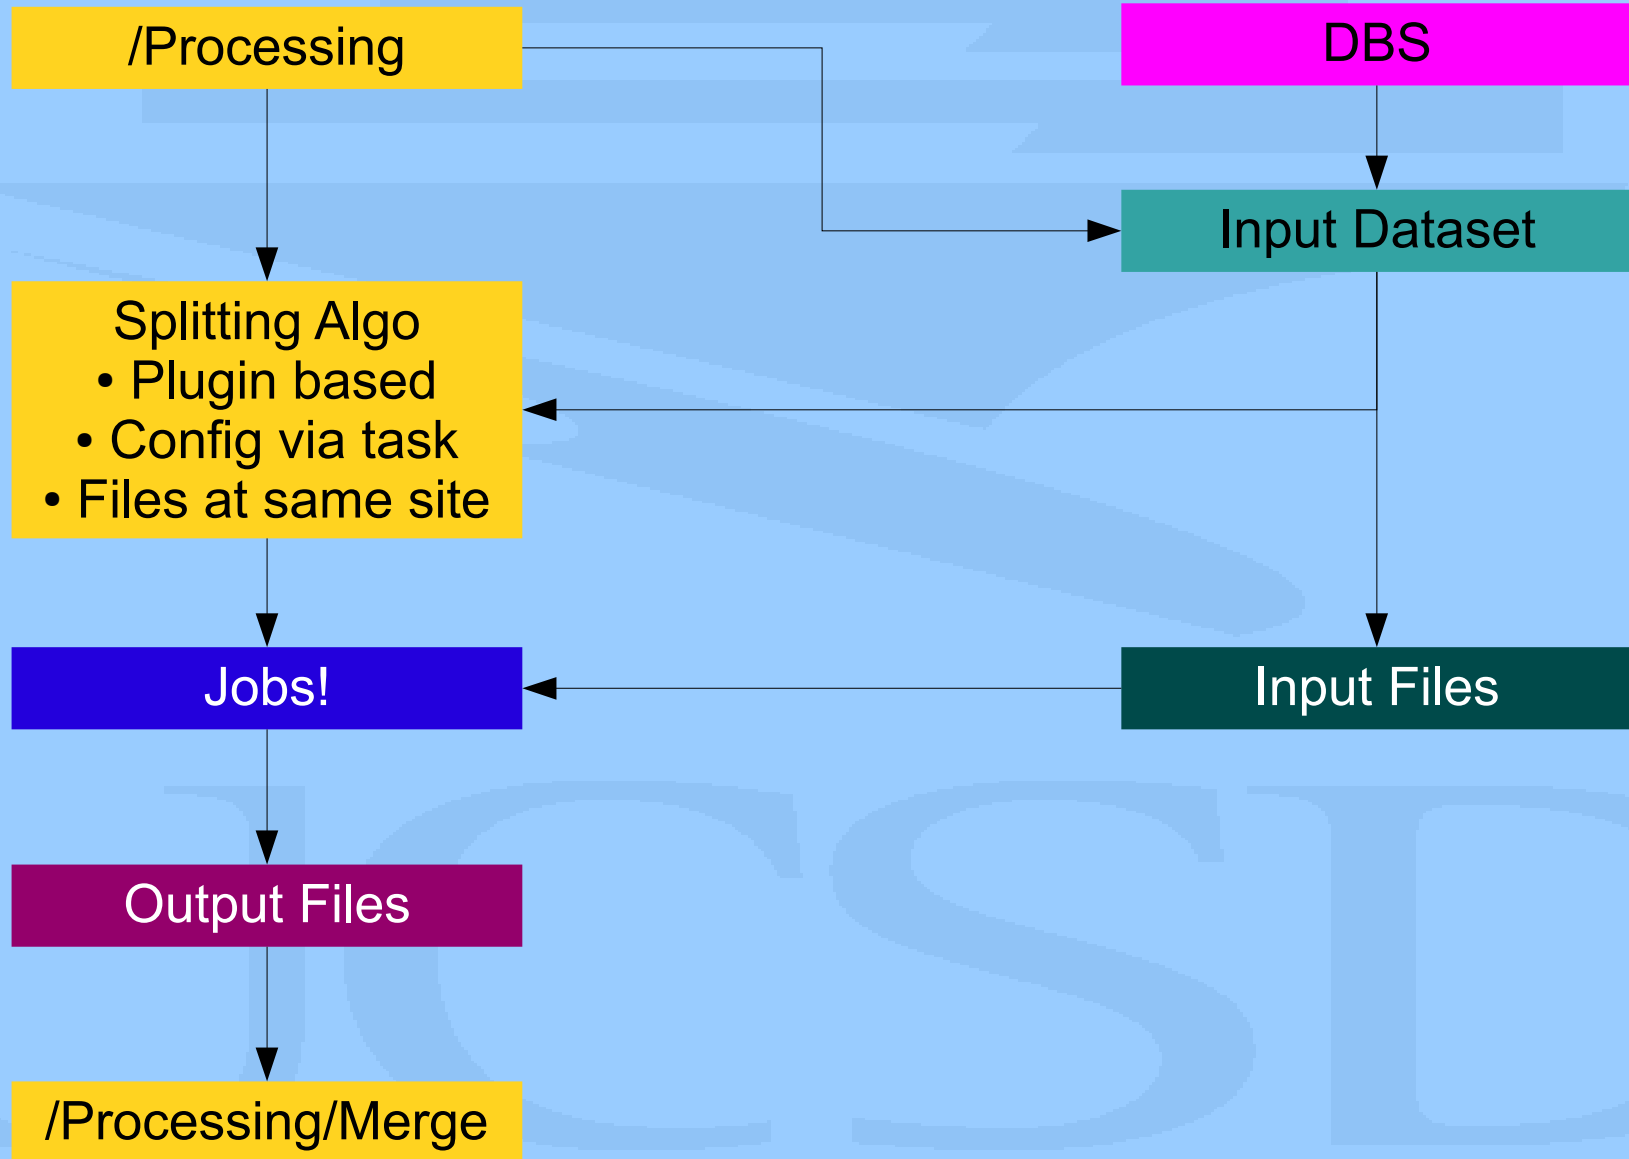 /Processing
DBS
Input Dataset
Splitting Algo
• Plugin based
• Config via task
• Files at same site
Jobs!
Input Files
Output Files
/Processing/Merge
UCSD